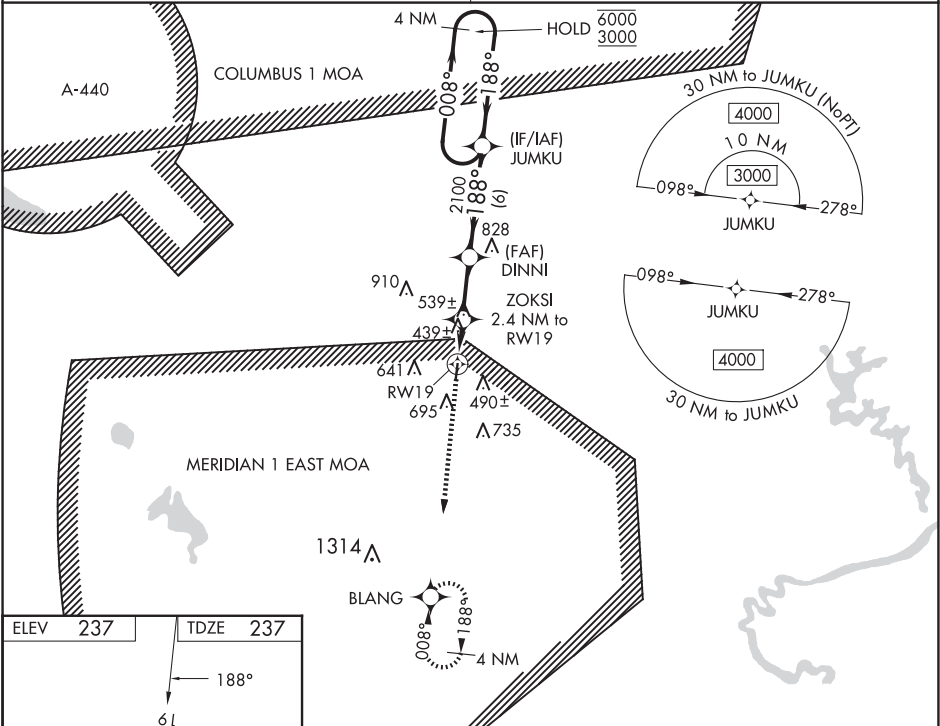 4 NM
HOLD 6000
3000
A-440
COLUMBUS 1 MOA
008°
188°
(IF/IAF)
JUMKU
2100
188°
(6)
828
(FAF)
DINNI
910
539±
ZOKSI
2.4 NM to
RW19
439±
641
RW19
695
490±
735
MERIDIAN 1 EAST MOA
1314
BLANG
008°
188°
4 NM
30 NM to JUMKU (NoPT)
4000
10 NM
3000
098°
278°
JUMKU
098°
278°
JUMKU
4000
30 NM to JUMKU
ELEV 237
TDZE 237
188°